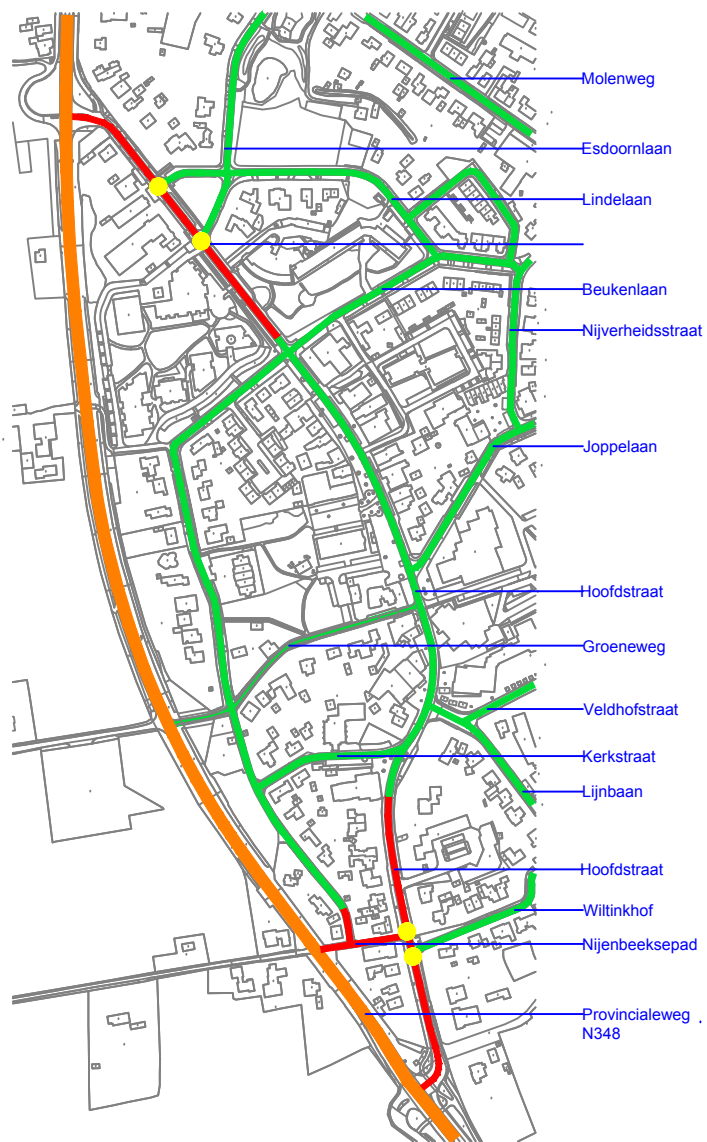 Molenweg
Esdoornlaan
Lindelaan
Beukenlaan
Nijverheidsstraat
Joppelaan
Hoofdstraat
Groeneweg
Veldhofstraat
Kerkstraat
Lijnbaan
Hoofdstraat
Wiltinkhof
Nijenbeeksepad
Provincialeweg
N348